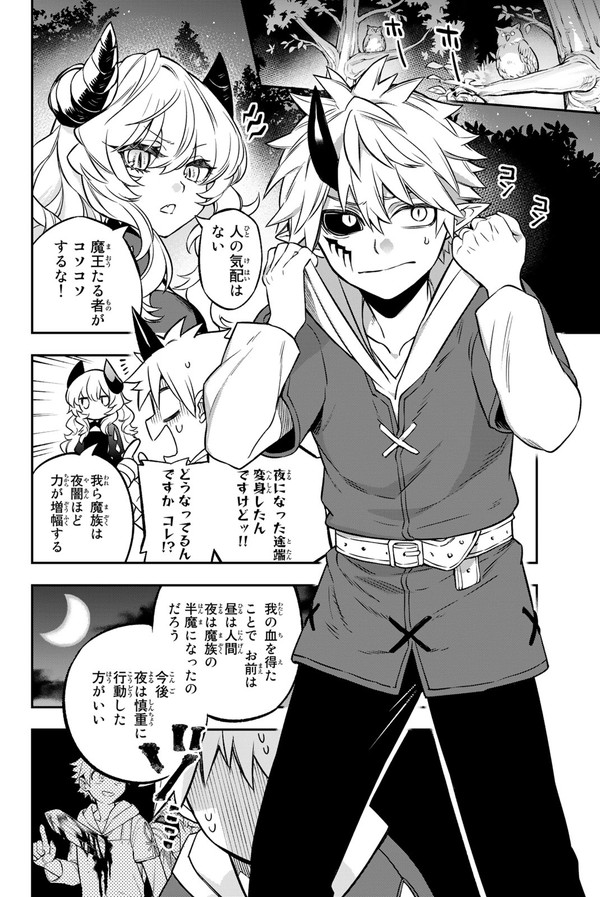 ホー
ホー
コソ
コソ
人の気配は
ない
魔王たる者が
コソコソ
するな！
夜になった途端
変身したん
ですけどッ!!
どうなってるん
ですか コレ!?
我ら魔族は
夜闇ほど
力が増幅する
我の血を得た
ことで お前は
昼は人間
夜は魔族の
半魔になったの
だろう
今後
夜は慎重に
行動した
方がいい